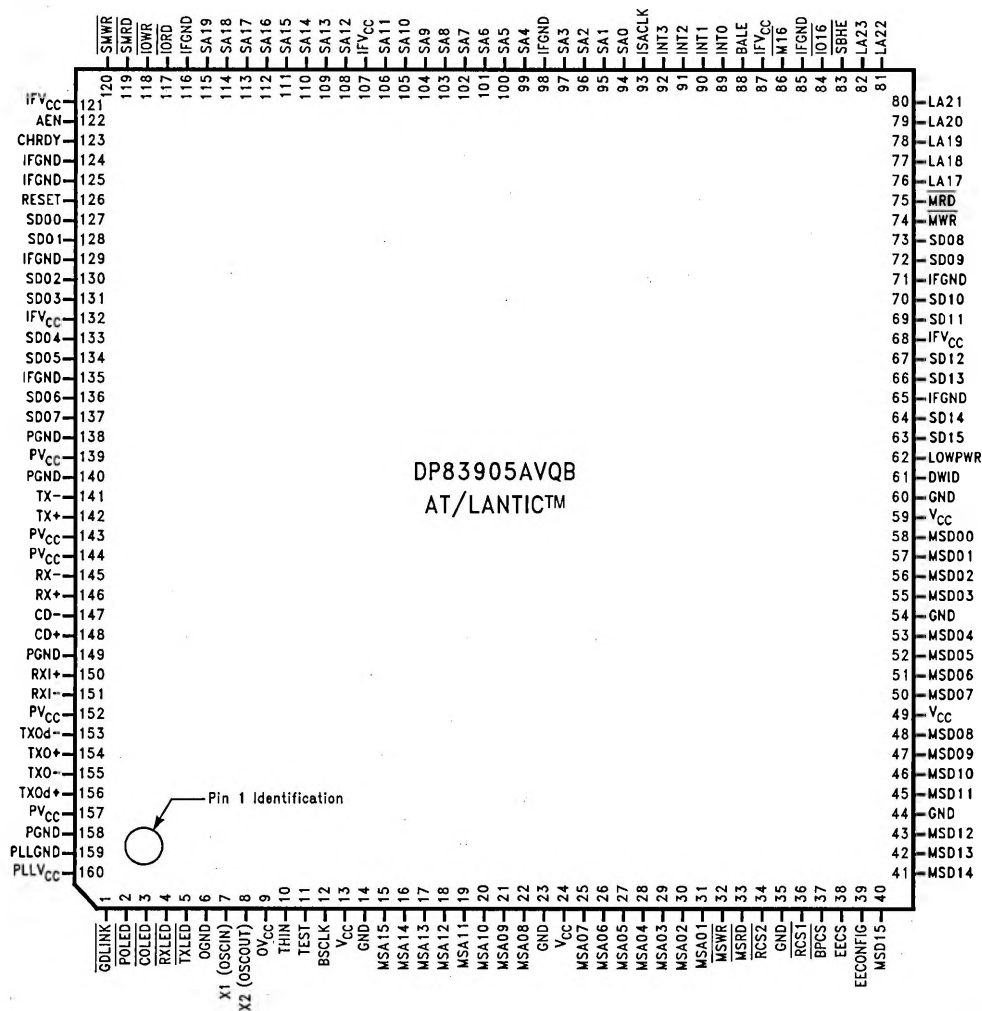 SMWR SMRD IOWR IORD IFGND SA19 SA18 SA17 SA16 SA15 SA14 SA13 SA12 IFVCC SA11 SA10 SA9 SA8 SA7 SA6 SA5 SA4 IFGND SA3 SA2 SA1 SA0 ISACLK INT3 INT2 INT1 INT0 BALE IFVCC M16 IFGND IO16 SBHE LA23 LA22
120 119 118 117 116 115 114 113 112 111 110 109 108 107 106 105 104 103 102 101 100 99 98 97 96 95 94 93 92 91 90 89 88 87 86 85 84 83 82 81
IFVCC 121
AEN 122
CHRDY 123
IFGND 124
IFGND 125
RESET 126
SD00 127
SD01 128
IFGND 129
SD02 130
SD03 131
IFVCC 132
SD04 133
SD05 134
IFGND 135
SD06 136
SD07 137
PGND 138
PVCC 139
PGND 140
TX- 141
TX+ 142
PVCC 143
PVCC 144
RX- 145
RX+ 146
CD- 147
CD+ 148
PGND 149
RXI+ 150
RXI- 151
PVCC 152
TXOd- 153
TXO+ 154
TXO- 155
TXOd+ 156
PVCC 157
PGND 158
PLLGND 159
PLLVCC 160
DP83905AVQB
AT/LANTIC™
Pin 1 Identification
80 LA21
79 LA20
78 LA19
77 LA18
76 LA17
75 MRD
74 MWR
73 SD08
72 SD09
71 IFGND
70 SD10
69 SD11
68 IFVCC
67 SD12
66 SD13
65 IFGND
64 SD14
63 SD15
62 LOWPWR
61 DWID
60 GND
59 VCC
58 MSD00
57 MSD01
56 MSD02
55 MSD03
54 GND
53 MSD04
52 MSD05
51 MSD06
50 MSD07
49 VCC
48 MSD08
47 MSD09
46 MSD10
45 MSD11
44 GND
43 MSD12
42 MSD13
41 MSD14
1 2 3 4 5 6 7 8 9 10 11 12 13 14 15 16 17 18 19 20 21 22 23 24 25 26 27 28 29 30 31 32 33 34 35 36 37 38 39 40
GDLINK POLED COLED RXLED TXLED OGND X1 (OSCIN) X2 (OSCOUT) OVCC THIN TEST BSCLK VCC GND MSA15 MSA14 MSA13 MSA12 MSA11 MSA10 MSA09 MSA08 GND VCC MSA07 MSA06 MSA05 MSA04 MSA03 MSA02 MSA01 MSWR MSRD RCS2 GND RCS1 BPCS EECS EECONFIG MSD15